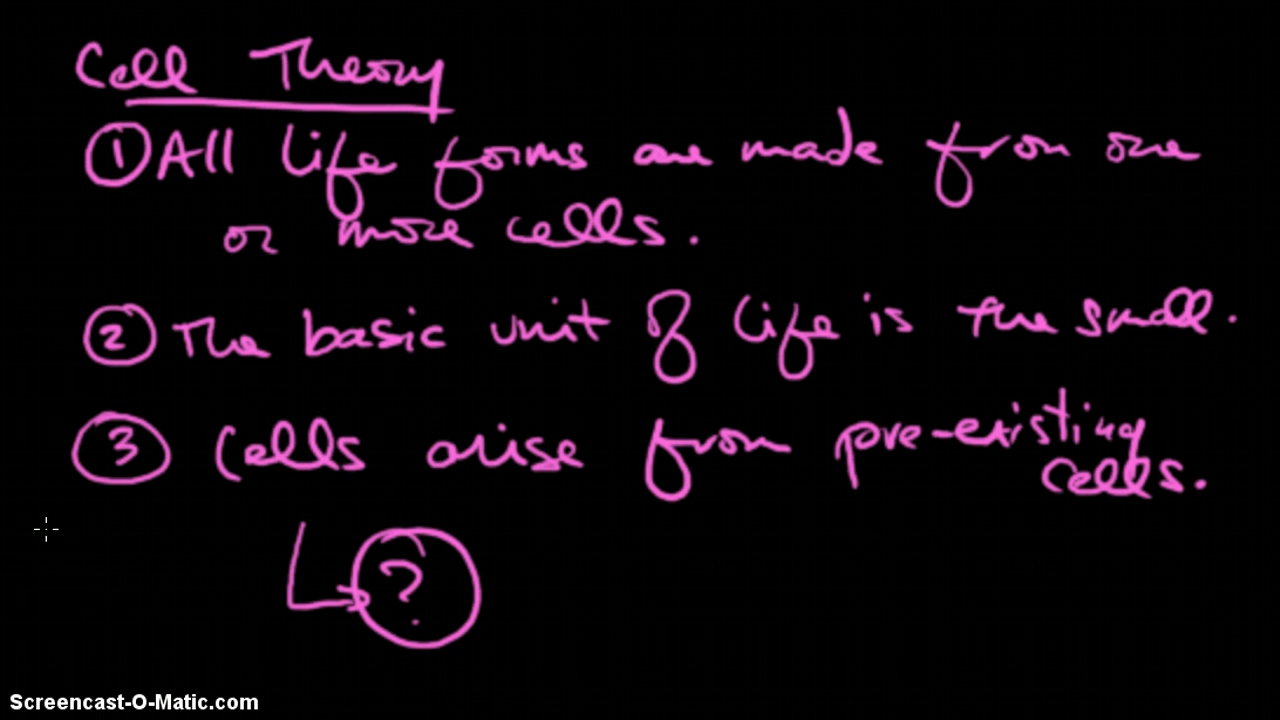 Cell Theory
① All life forms are made from one
or more cells.
② The basic unit of life is the small.
③ Cells arise from pre-existing
cells.
?
Screencast-O-Matic.com